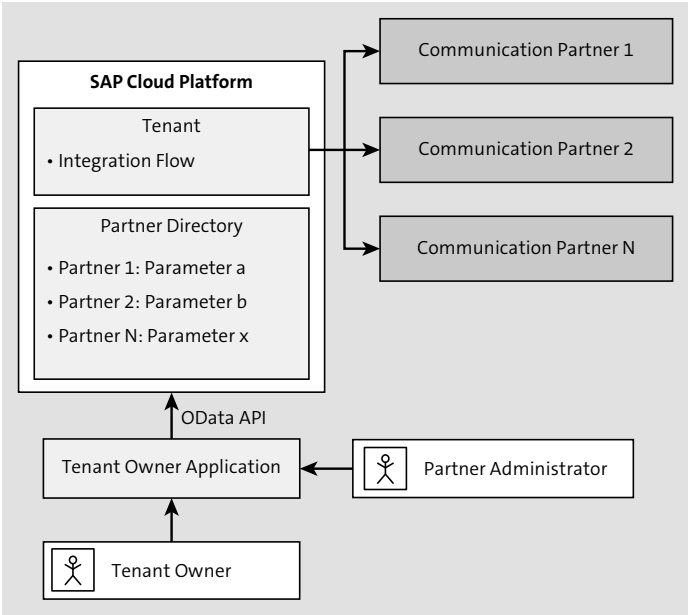 SAP Cloud Platform
Tenant
• Integration Flow
Partner Directory
• Partner 1: Parameter a
• Partner 2: Parameter b
• Partner N: Parameter x
Communication Partner 1
Communication Partner 2
Communication Partner N
OData API
Tenant Owner Application
Partner Administrator
Tenant Owner